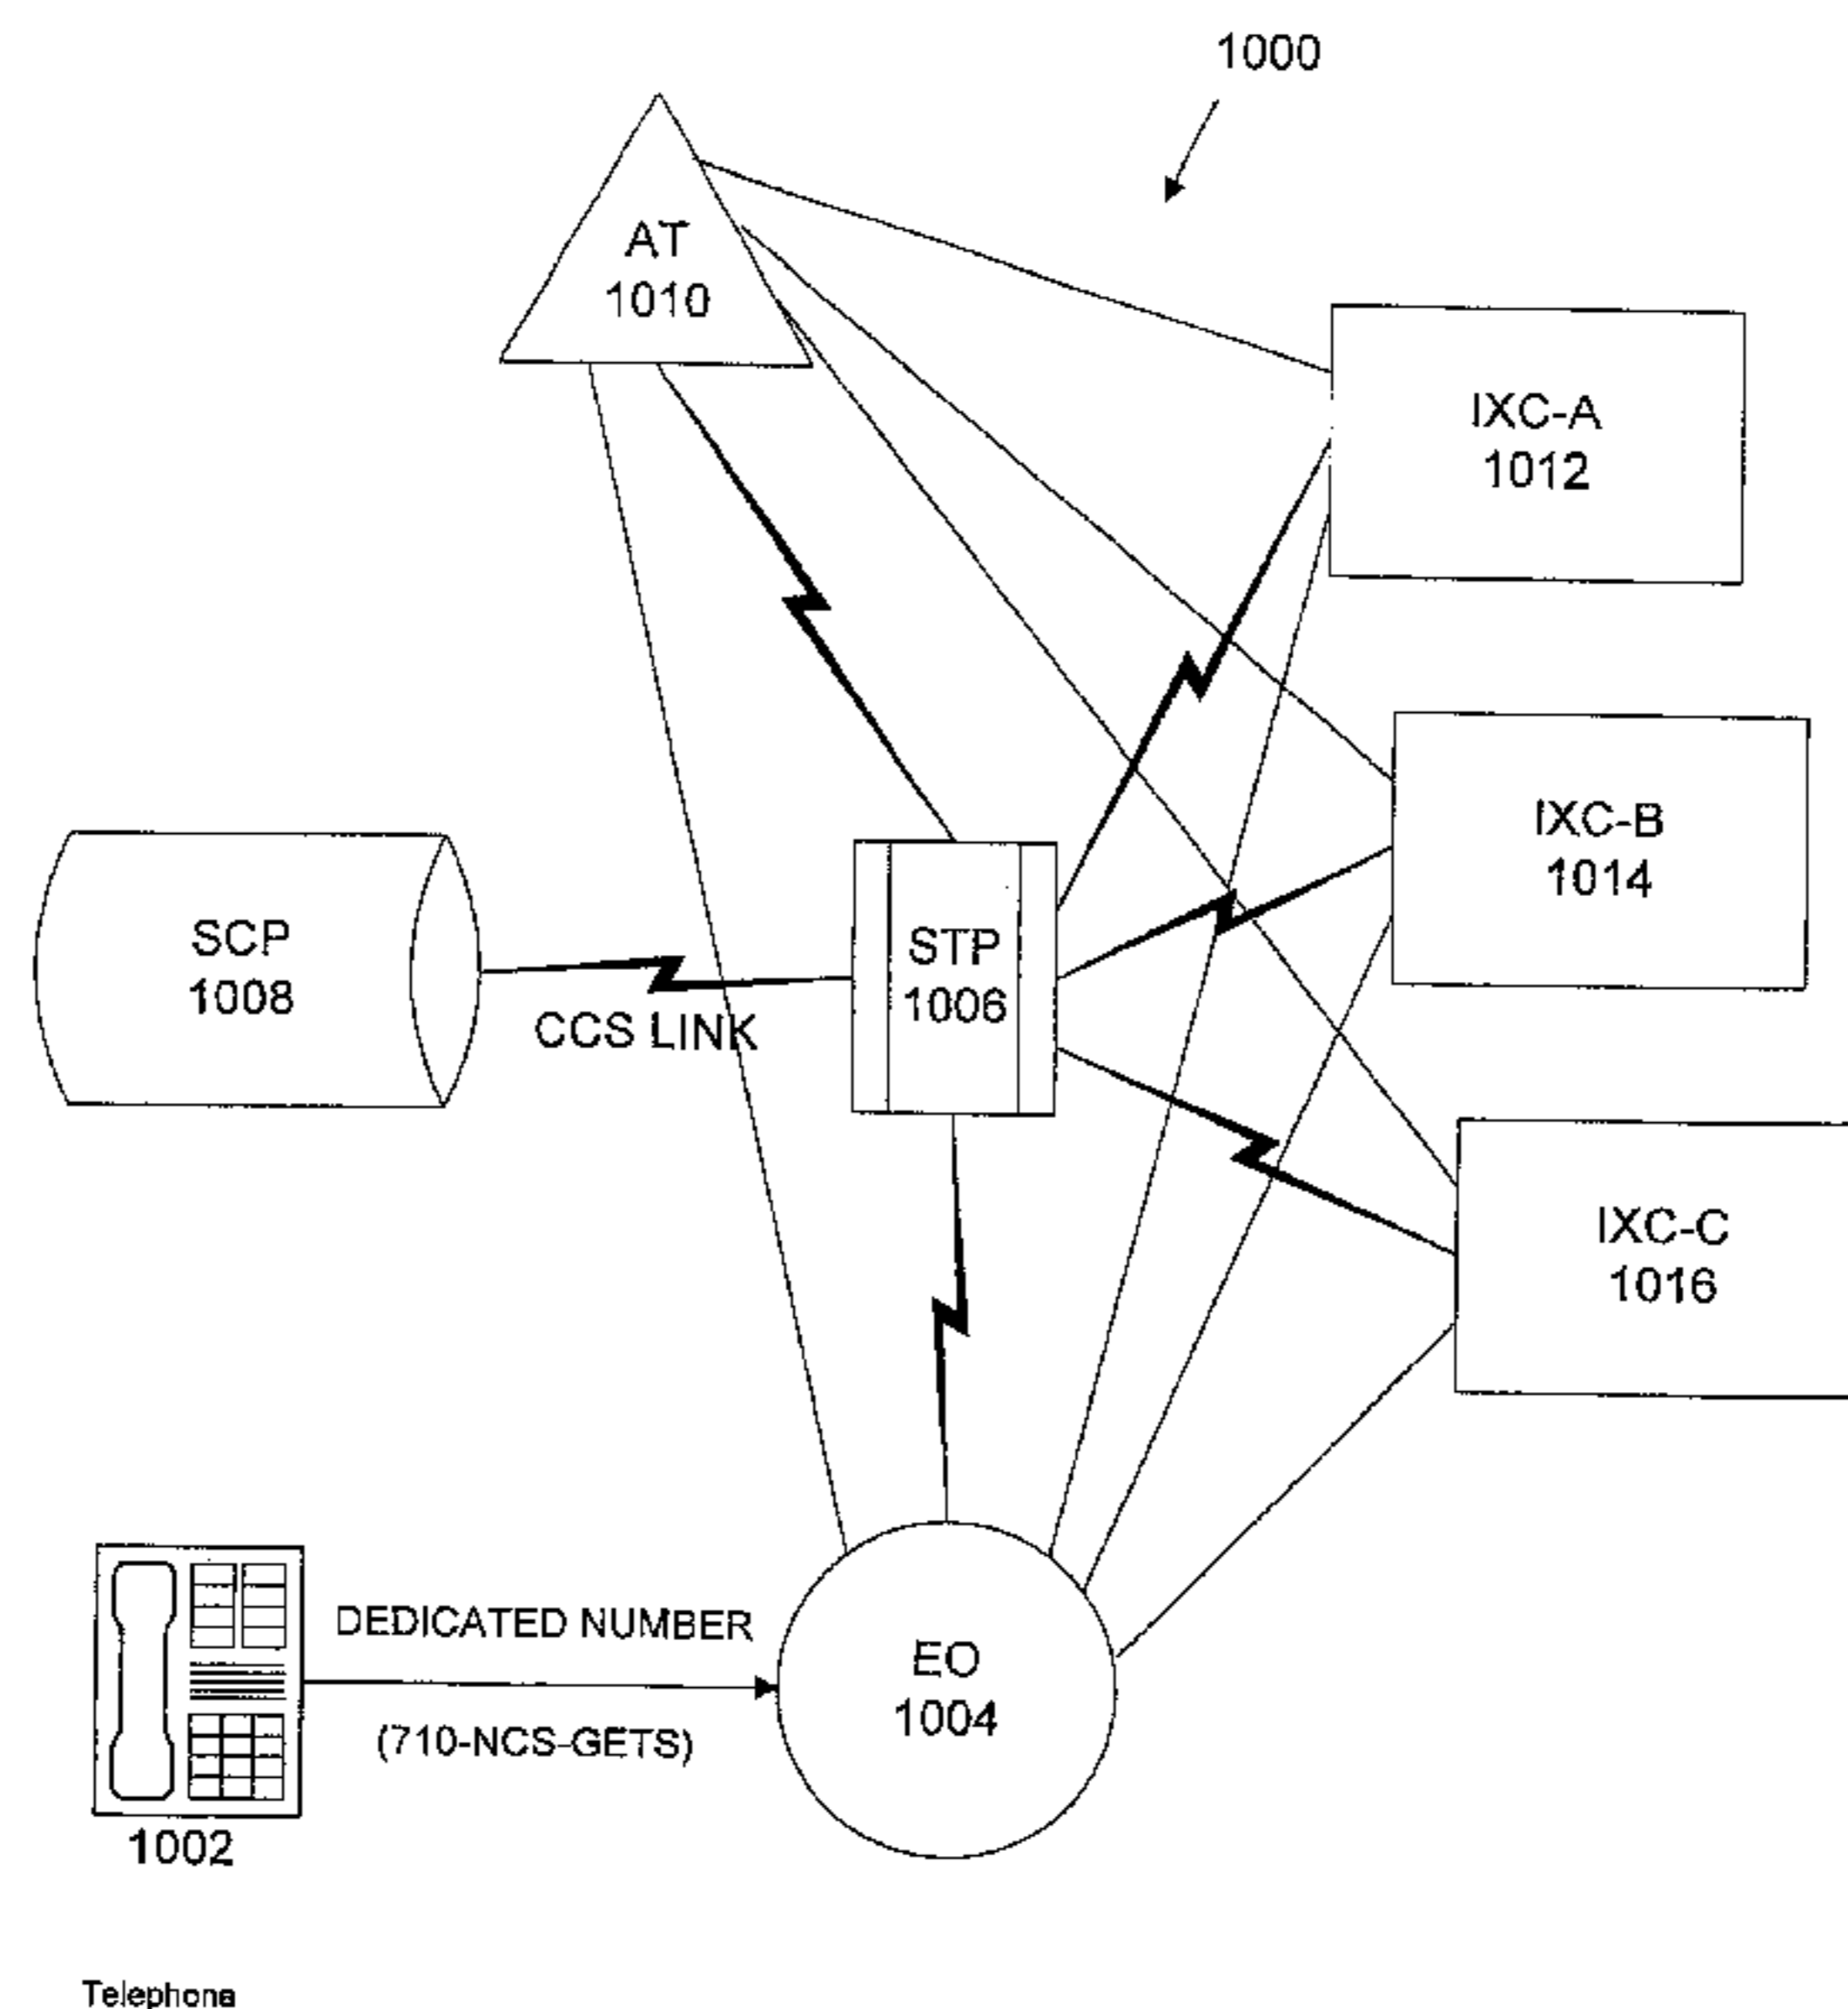 1000
AT
1010
IXC-A
1012
IXC-B
1014
SCP
1008
STP
1006
CCS LINK
IXC-C
1016
DEDICATED NUMBER
EO
1004
(710-NCS-GETS)
1002
Telephone